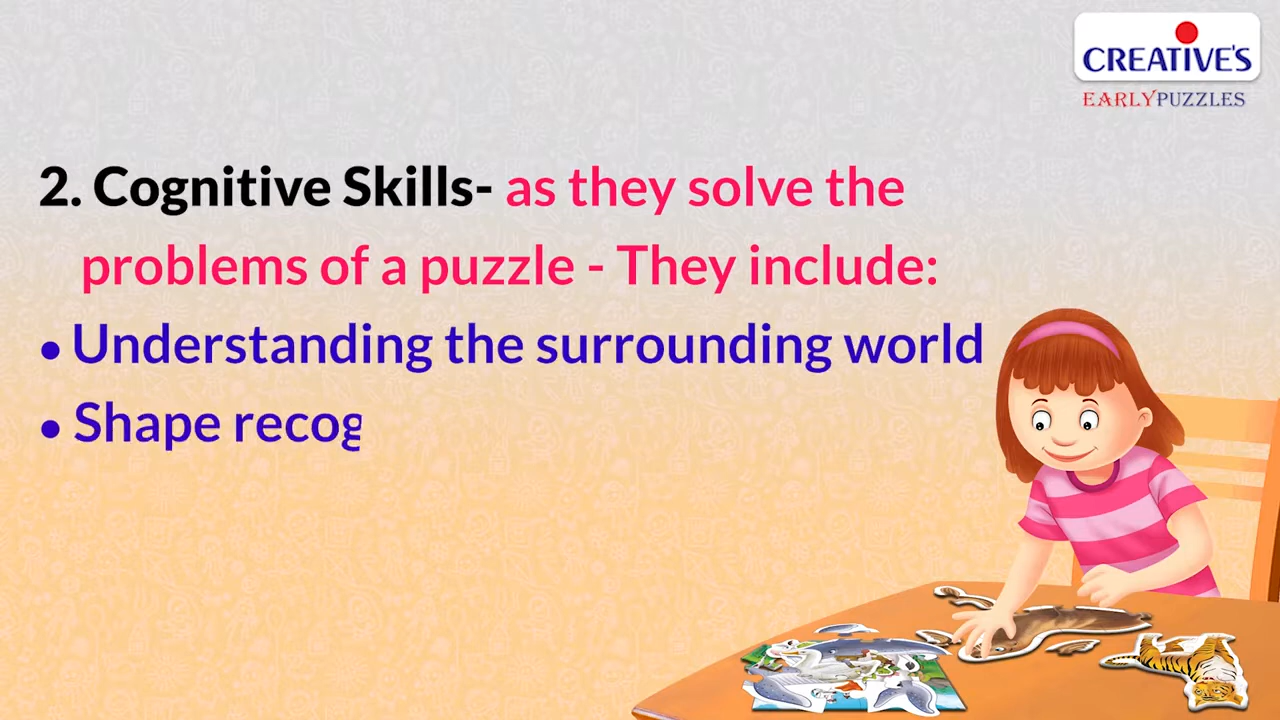 CREATIVE'S
EARLYPUZZLES
2. Cognitive Skills- as they solve the
problems of a puzzle - They include:
• Understanding the surrounding world
• Shape recog